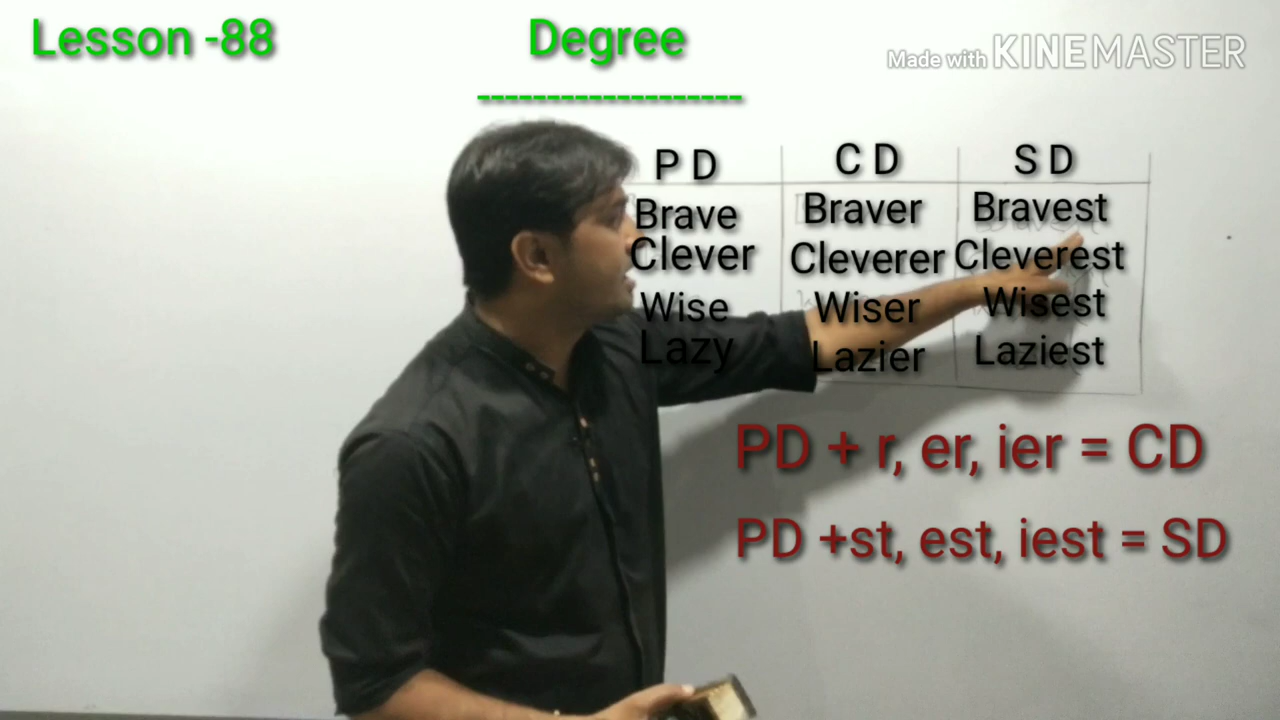 Lesson -88 Degree
Made with KINEMASTER
-------------------
P D C D S D
Brave Braver Bravest
Clever Cleverer Cleverest
Wise Wiser Wisest
Lazy Lazier Laziest
PD + r, er, ier = CD
PD +st, est, iest = SD